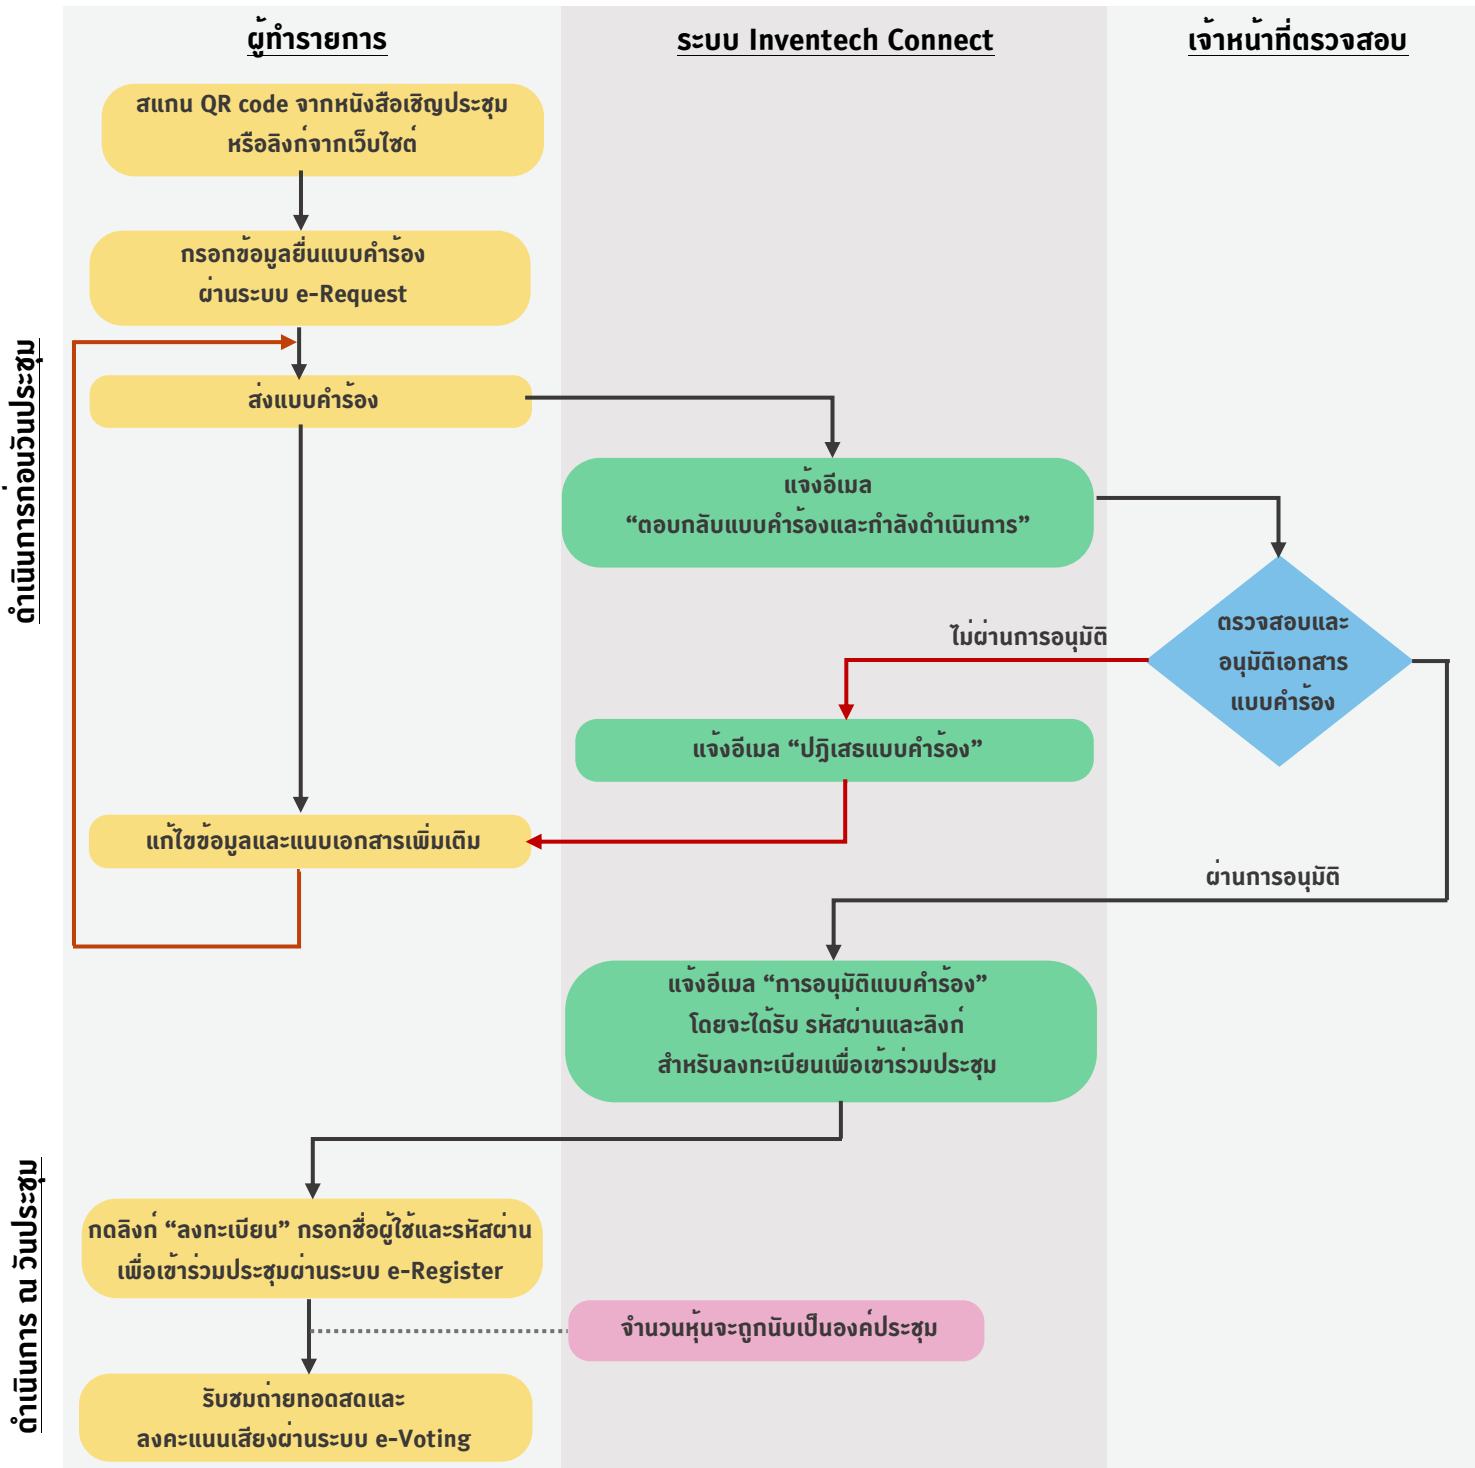 ผู้ทำรายการ
ระบบ Inventech Connect
เจ้าหน้าที่ตรวจสอบ
ดำเนินการก่อนวันประชุม
สแกน QR code จากหนังสือเชิญประชุม
หรือลิงก์จากเว็บไซต์
กรอกข้อมูลยื่นแบบคำร้อง
ผ่านระบบ e-Request
ส่งแบบคำร้อง
แจ้งอีเมล
“ตอบกลับแบบคำร้องและกำลังดำเนินการ”
ตรวจสอบและ
อนุมัติเอกสาร
แบบคำร้อง
ไม่ผ่านการอนุมัติ
แจ้งอีเมล “ปฏิเสธแบบคำร้อง”
แก้ไขข้อมูลและแนบเอกสารเพิ่มเติม
ผ่านการอนุมัติ
แจ้งอีเมล “การอนุมัติแบบคำร้อง”
โดยจะได้รับ รหัสผ่านและลิงก์
สำหรับลงทะเบียนเพื่อเข้าร่วมประชุม
ดำเนินการ ณ วันประชุม
กดลิงก์ “ลงทะเบียน” กรอกชื่อผู้ใช้และรหัสผ่าน
เพื่อเข้าร่วมประชุมผ่านระบบ e-Register
จำนวนหุ้นจะถูกนับเป็นองค์ประชุม
รับชมถ่ายทอดสดและ
ลงคะแนนเสียงผ่านระบบ e-Voting